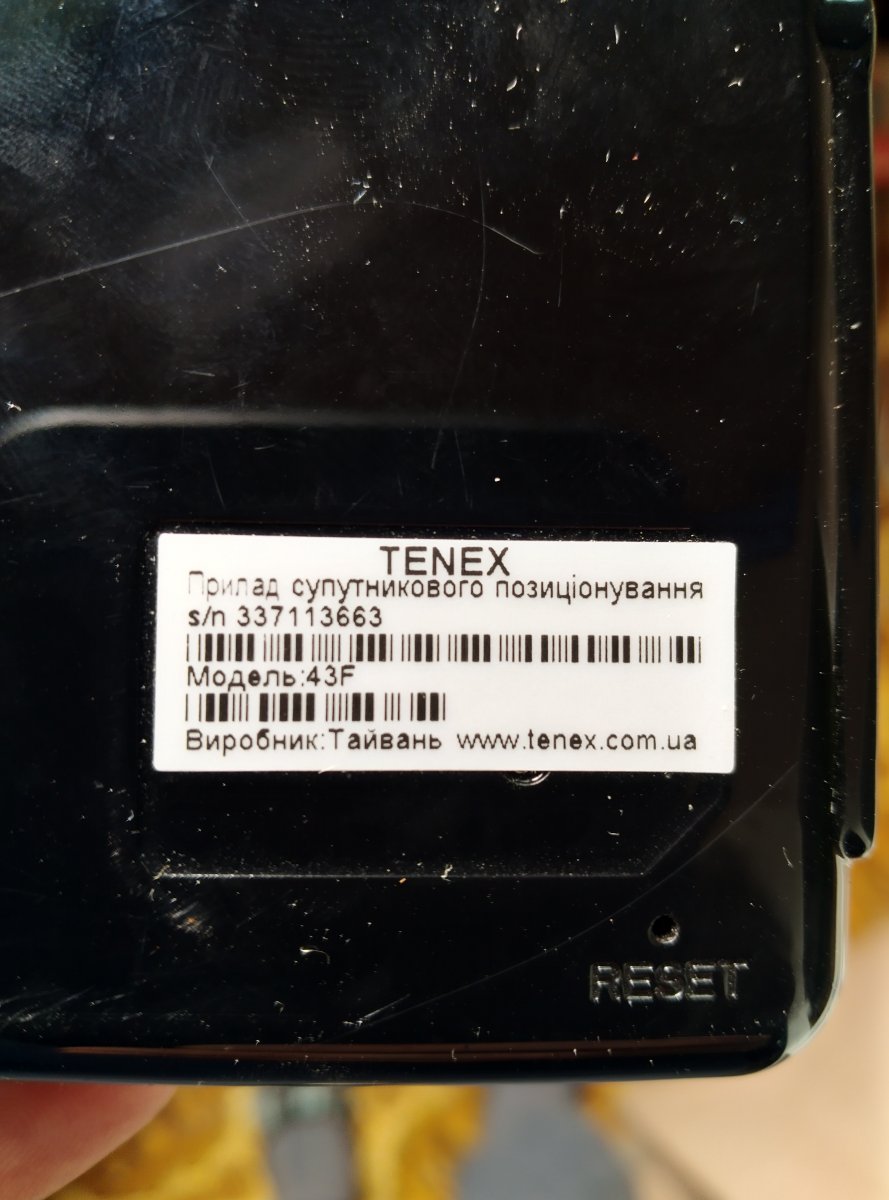 TENEX
Прилад супутникового позиціонування
s/n 337113663
Модель:43F
Виробник:Тайвань www.tenex.com.ua
RESET